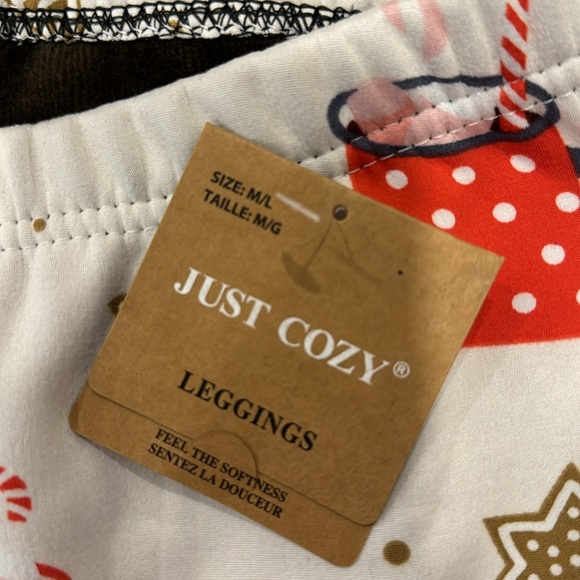 SIZE: M/L
TAILLE: M/G
JUST COZY®
LEGGINGS
FEEL THE SOFTNESS
SENTEZ LA DOUCEUR